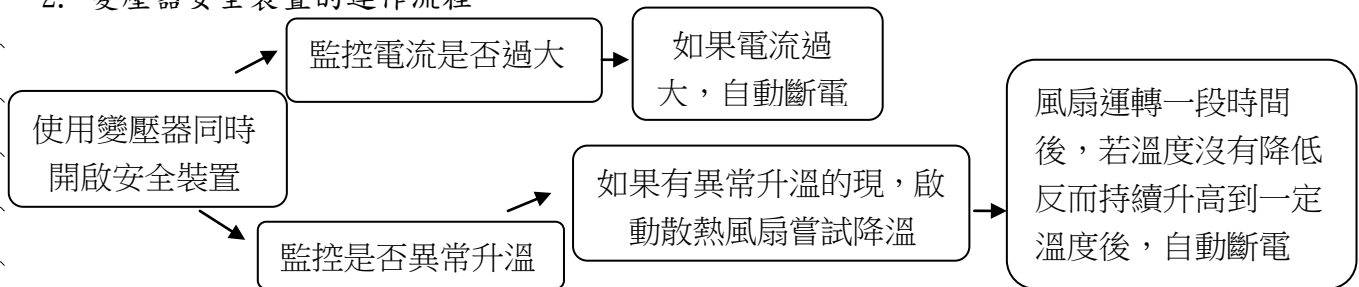 2. 變壓器安全裝置的運作流程
監控電流是否過大
如果電流過
大，自動斷電
使用變壓器同時
開啟安全裝置
監控是否異常升溫
如果有異常升溫的現，啟
動散熱風扇嘗試降溫
風扇運轉一段時間
後，若溫度沒有降低
反而持續升高到一定
溫度後，自動斷電